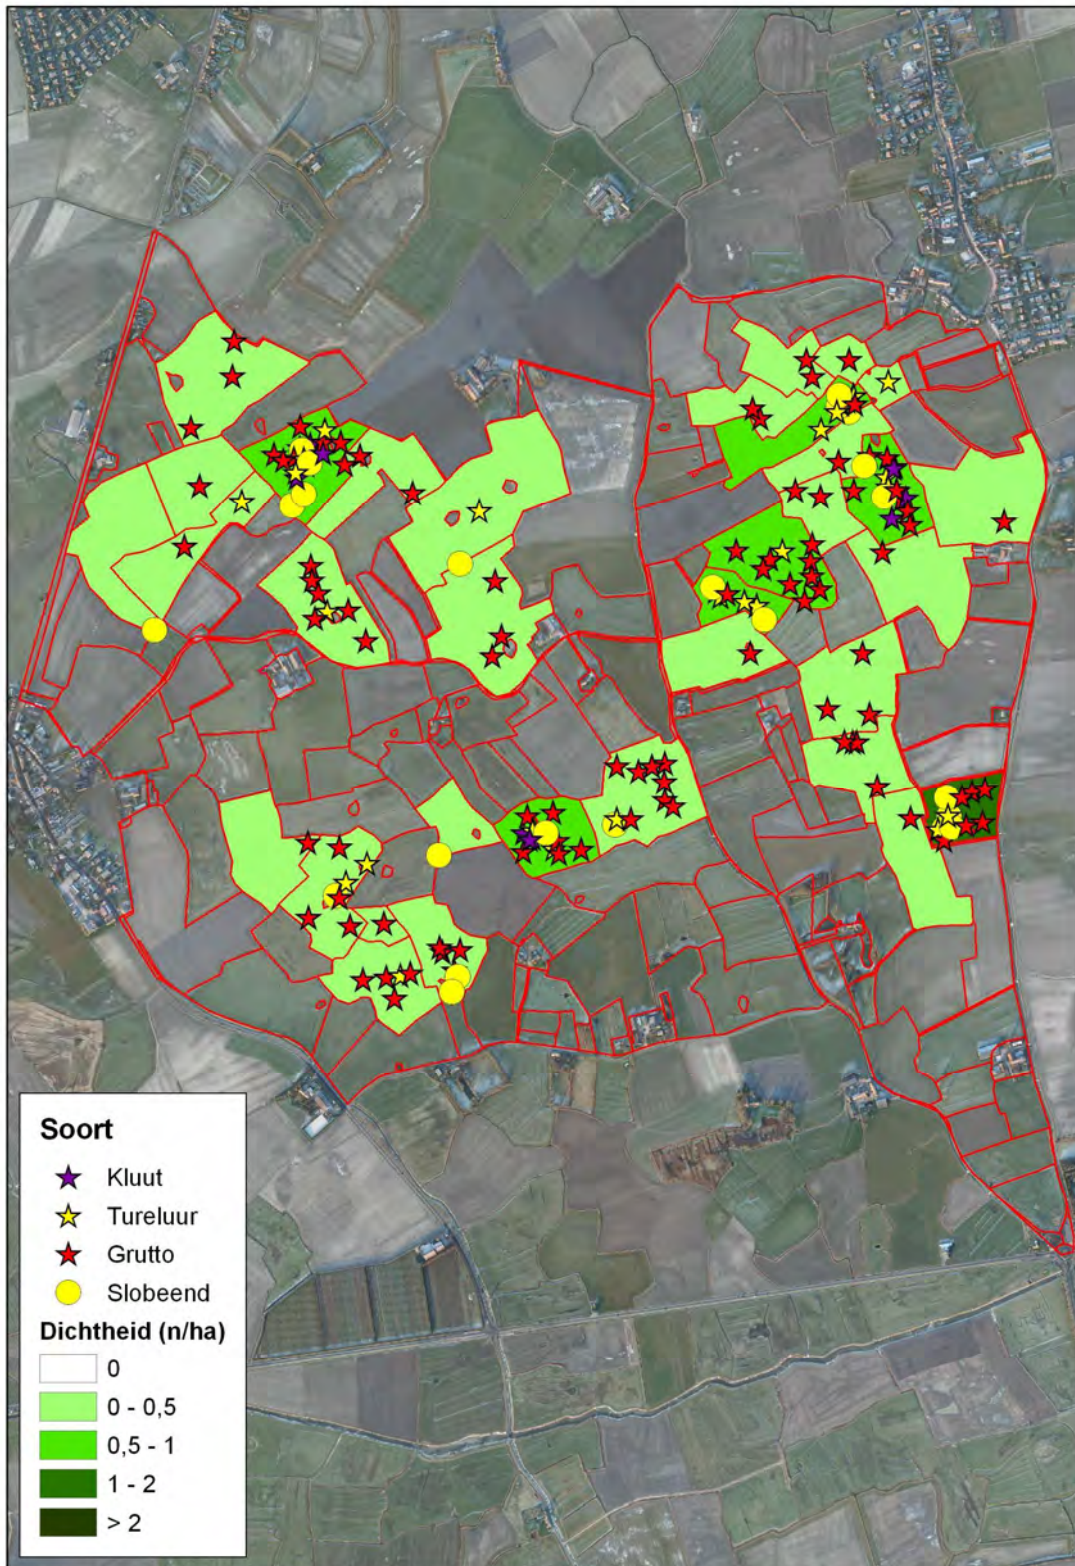 Soort
Kluut
Tureluur
Grutto
Slobeend
Dichtheid (n/ha)
0
0 - 0,5
0,5 - 1
1 - 2
> 2